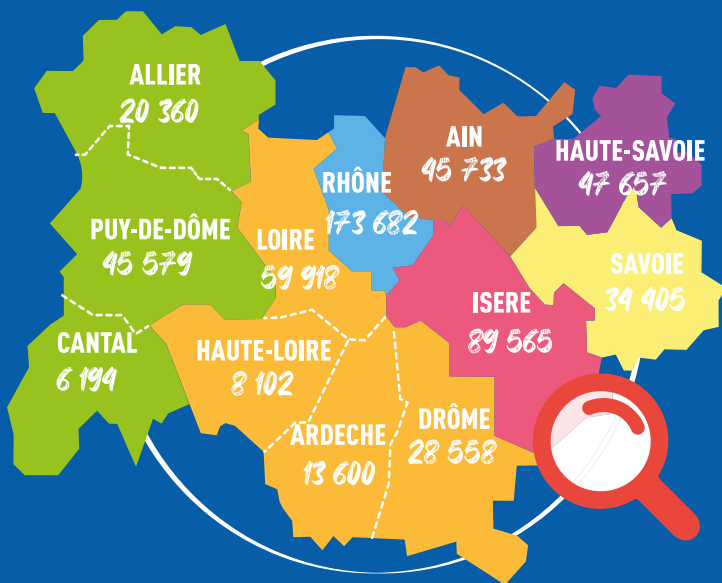 ALLIER
20 360
AIN
45 733
HAUTE-SAVOIE
47 657
RHÔNE
173 682
PUY-DE-DÔME
45 579
LOIRE
59 918
SAVOIE
34 405
ISERE
89 565
CANTAL
6 194
HAUTE-LOIRE
8 102
ARDECHE
13 600
DRÔME
28 558